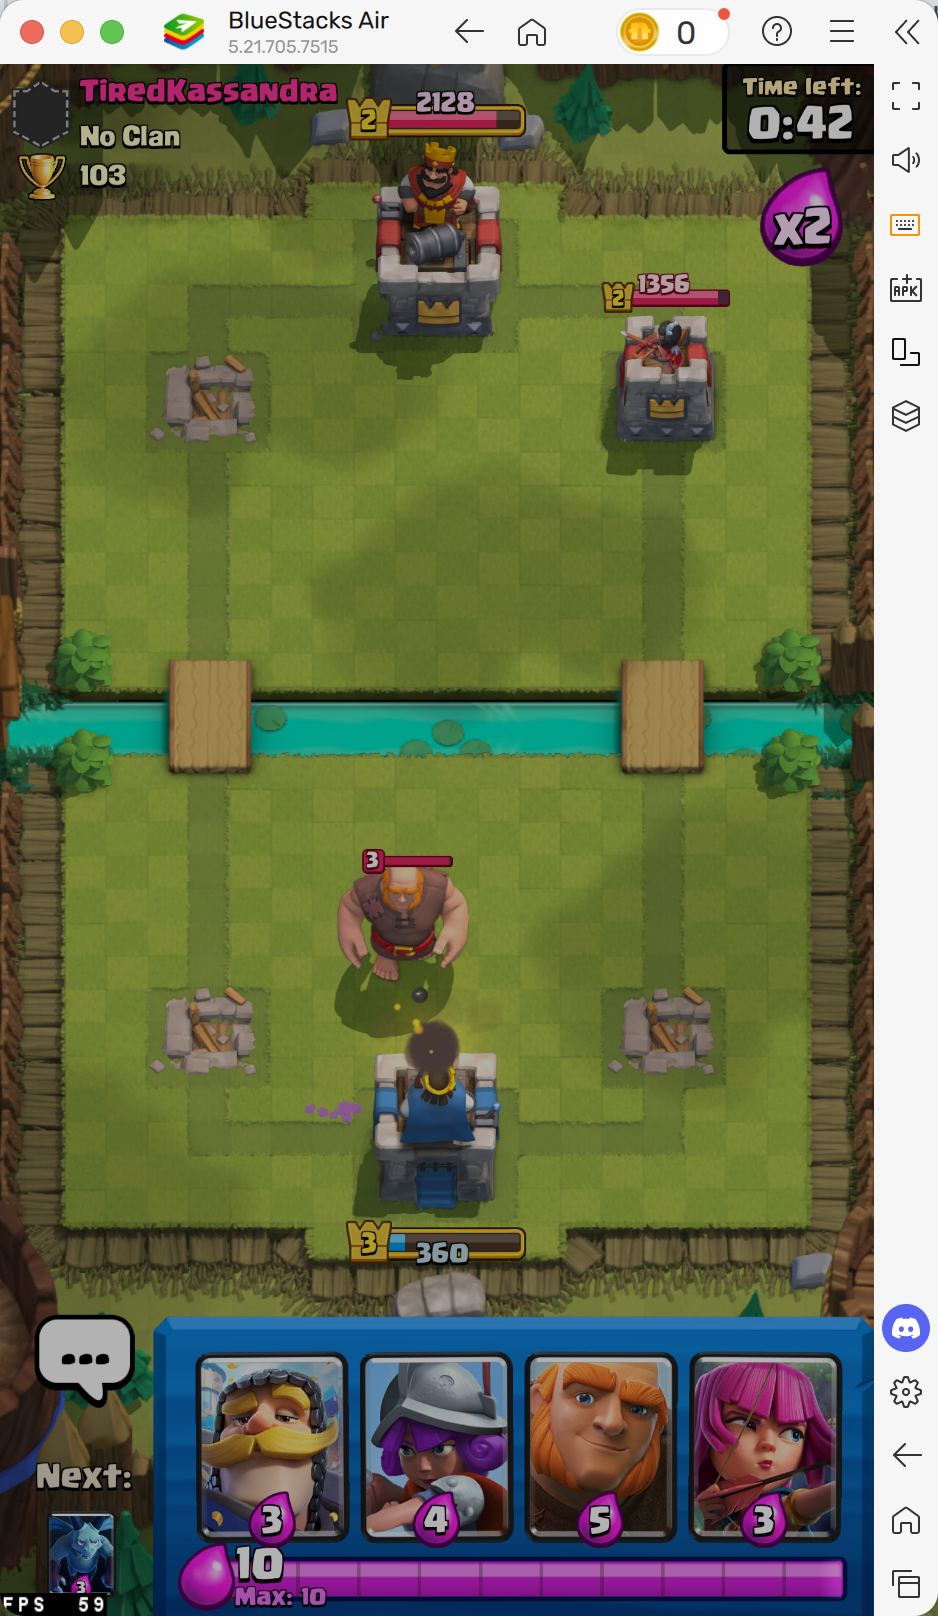 BlueStacks Air
5.21.705.7515
0
TiredKassandra
No Clan
103
2
2128
Time left:
0:42
x2
APK
2
1356
3
3
360
...
Next:
3
3
4
5
3
10
Max: 10
FPS 59